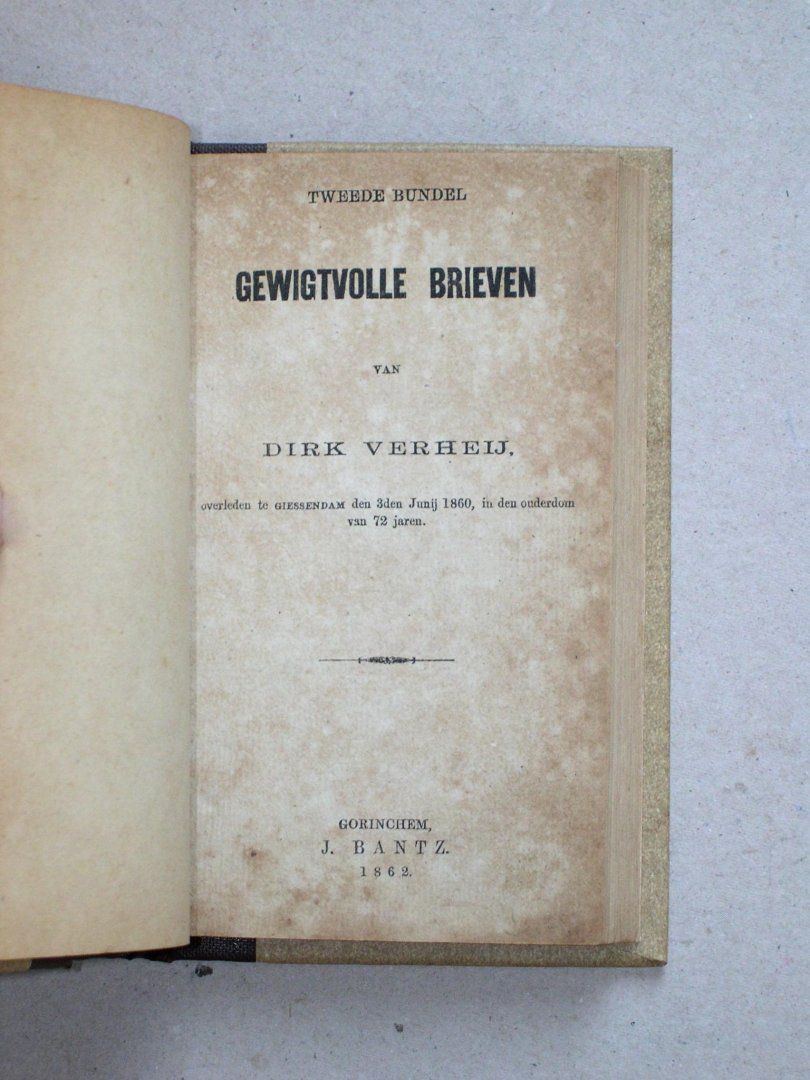 TWEEDE BUNDEL
GEWIGTVOLLE BRIEVEN
VAN
DIRK VERHEIJ,
overleden te GIESSENDAM den 3den Junij 1860, in den ouderdom
van 72 jaren.
GORINCHEM,
J. BANTZ.
1862.